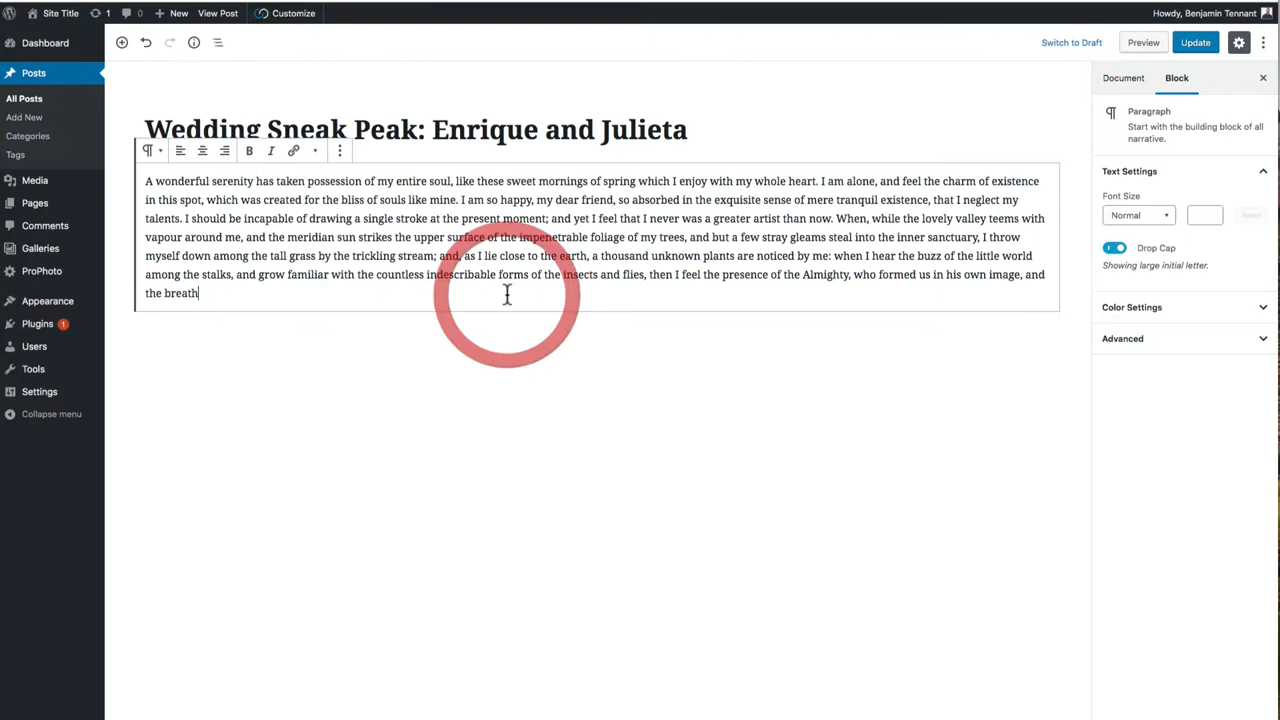 Site Title 1 0 New View Post Customize Howdy, Benjamin Tennant
Dashboard
Posts
All Posts
Add New
Categories
Tags
Media
Pages
Comments
Galleries
ProPhoto
Appearance
Plugins 1
Users
Tools
Settings
Collapse menu
Switch to Draft Preview Update
Wedding Sneak Peak: Enrique and Julieta
B I
A wonderful serenity has taken possession of my entire soul, like these sweet mornings of spring which I enjoy with my whole heart. I am alone, and feel the charm of existence
in this spot, which was created for the bliss of souls like mine. I am so happy, my dear friend, so absorbed in the exquisite sense of mere tranquil existence, that I neglect my
talents. I should be incapable of drawing a single stroke at the present moment; and yet I feel that I never was a greater artist than now. When, while the lovely valley teems with
vapour around me, and the meridian sun strikes the upper surface of the impenetrable foliage of my trees, and but a few stray gleams steal into the inner sanctuary, I throw
myself down among the tall grass by the trickling stream; and, as I lie close to the earth, a thousand unknown plants are noticed by me: when I hear the buzz of the little world
among the stalks, and grow familiar with the countless indescribable forms of the insects and flies, then I feel the presence of the Almighty, who formed us in his own image, and
the breath
Document Block
Paragraph
Start with the building block of all
narrative.
Text Settings
Font Size
Normal Reset
Drop Cap
Showing large initial letter.
Color Settings
Advanced